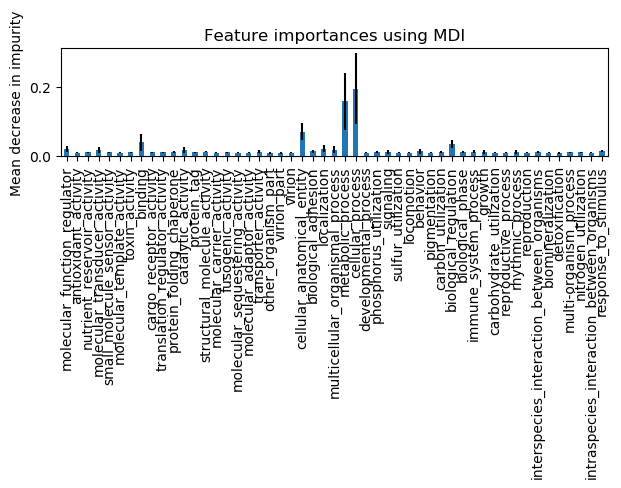 Feature importances using MDI
Mean decrease in impurity
0.2
0.0
molecular_function_regulator
antioxidant_activity
nutrient_reservoir_activity
molecular_transducer_activity
small_molecule_sensor_activity
molecular_template_activity
toxin_activity
binding
cargo_receptor_activity
translation_regulator_activity
protein_folding_chaperone
catalytic_activity
protein_tag
structural_molecule_activity
molecular_carrier_activity
fusogenic_activity
molecular_sequestering_activity
molecular_adaptor_activity
transporter_activity
other_organism_part
virion_part
virion
cellular_anatomical_entity
biological_adhesion
localization
multicellular_organismal_process
metabolic_process
cellular_process
developmental_process
phosphorus_utilization
signaling
sulfur_utilization
locomotion
behavior
pigmentation
carbon_utilization
biological_regulation
biological_phase
immune_system_process
growth
carbohydrate_utilization
reproductive_process
rhythmic_process
reproduction
interspecies_interaction_between_organisms
biomineralization
detoxification
multi-organism_process
nitrogen_utilization
intraspecies_interaction_between_organisms
response_to_stimulus